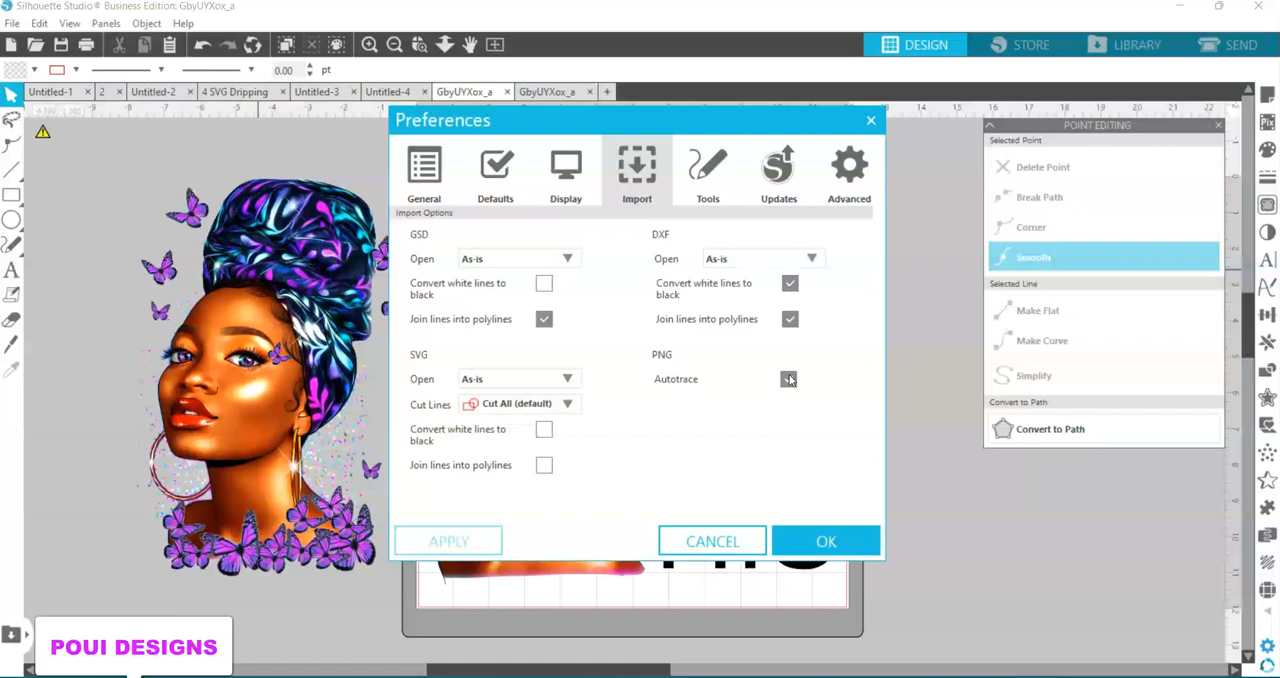 Silhouette Studio® Business Edition: GbyUYXox_a
File Edit View Panels Object Help
DESIGN STORE LIBRARY SEND
0.00 pt
Untitled-1 2 Untitled-2 4 SVG Dripping Untitled-3 Untitled-4 GbyUYXox_a GbyUYXox_a
Preferences
General Defaults Display Import Tools Updates Advanced
Import Options
GSD
Open As-is
Convert white lines to
black
Join lines into polylines
DXF
Open As-is
Convert white lines to
black
Join lines into polylines
SVG
Open As-is
Cut Lines Cut All (default)
Convert white lines to
black
Join lines into polylines
PNG
Autotrace
APPLY CANCEL OK
POINT EDITING
Selected Point
Delete Point
Break Path
Corner
Smooth
Selected Line
Make Flat
Make Curve
Simplify
Convert to Path
Convert to Path
POUI DESIGNS